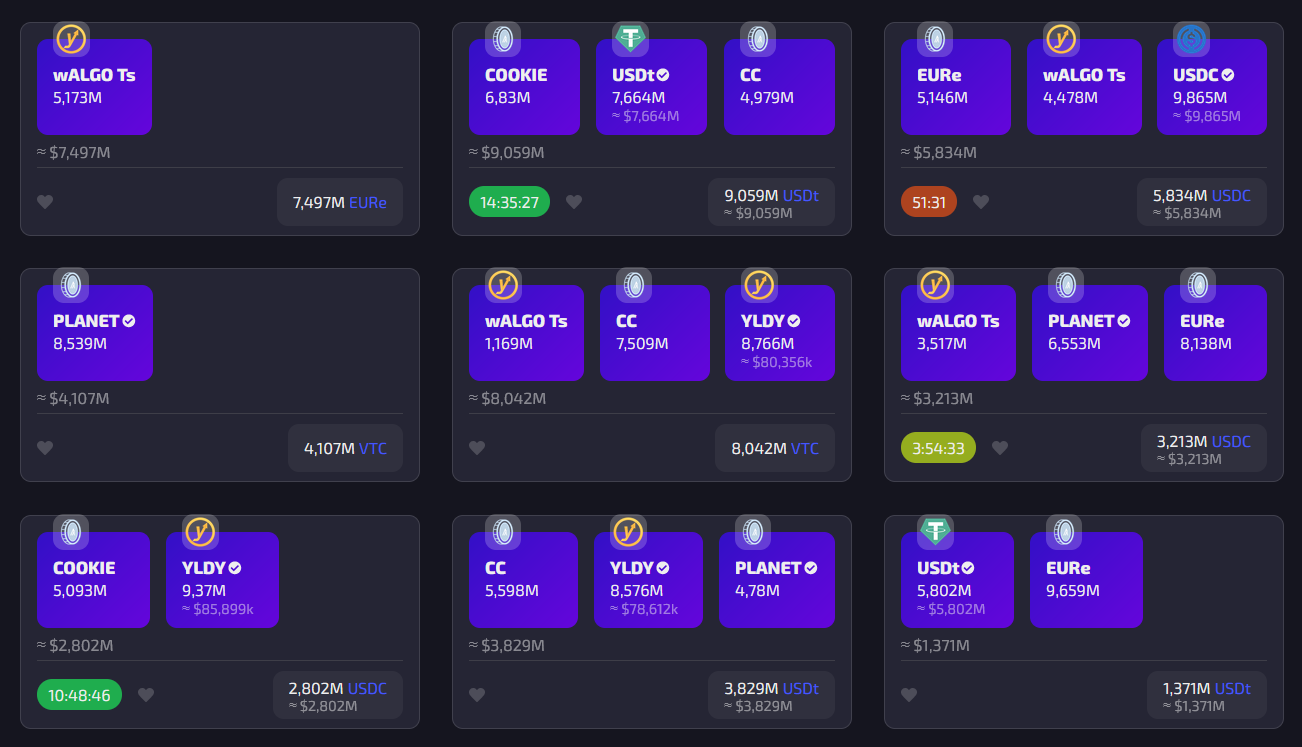 wALGO Ts
5,173M
≈ $7,497M
7,497M EURe
COOKIE
6,83M
USDt
7,664M
≈ $7,664M
CC
4,979M
≈ $9,059M
14:35:27
9,059M USDt
≈ $9,059M
EURe
5,146M
wALGO Ts
4,478M
USDC
9,865M
≈ $9,865M
≈ $5,834M
51:31
5,834M USDC
≈ $5,834M
PLANET
8,539M
≈ $4,107M
4,107M VTC
wALGO Ts
1,169M
CC
7,509M
YLDY
8,766M
≈ $80,356k
≈ $8,042M
8,042M VTC
wALGO Ts
3,517M
PLANET
6,553M
EURe
8,138M
≈ $3,213M
3:54:33
3,213M USDC
≈ $3,213M
COOKIE
5,093M
YLDY
9,37M
≈ $85,899k
≈ $2,802M
10:48:46
2,802M USDC
≈ $2,802M
CC
5,598M
YLDY
8,576M
≈ $78,612k
PLANET
4,78M
≈ $3,829M
3,829M USDt
≈ $3,829M
USDt
5,802M
≈ $5,802M
EURe
9,659M
≈ $1,371M
1,371M USDt
≈ $1,371M